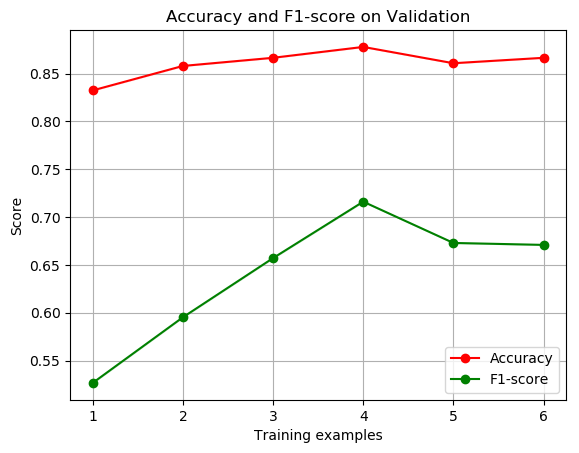 Accuracy and F1-score on Validation
Score
0.85
0.80
0.75
0.70
0.65
0.60
0.55
1 2 3 4 5 6
Training examples
Accuracy
F1-score